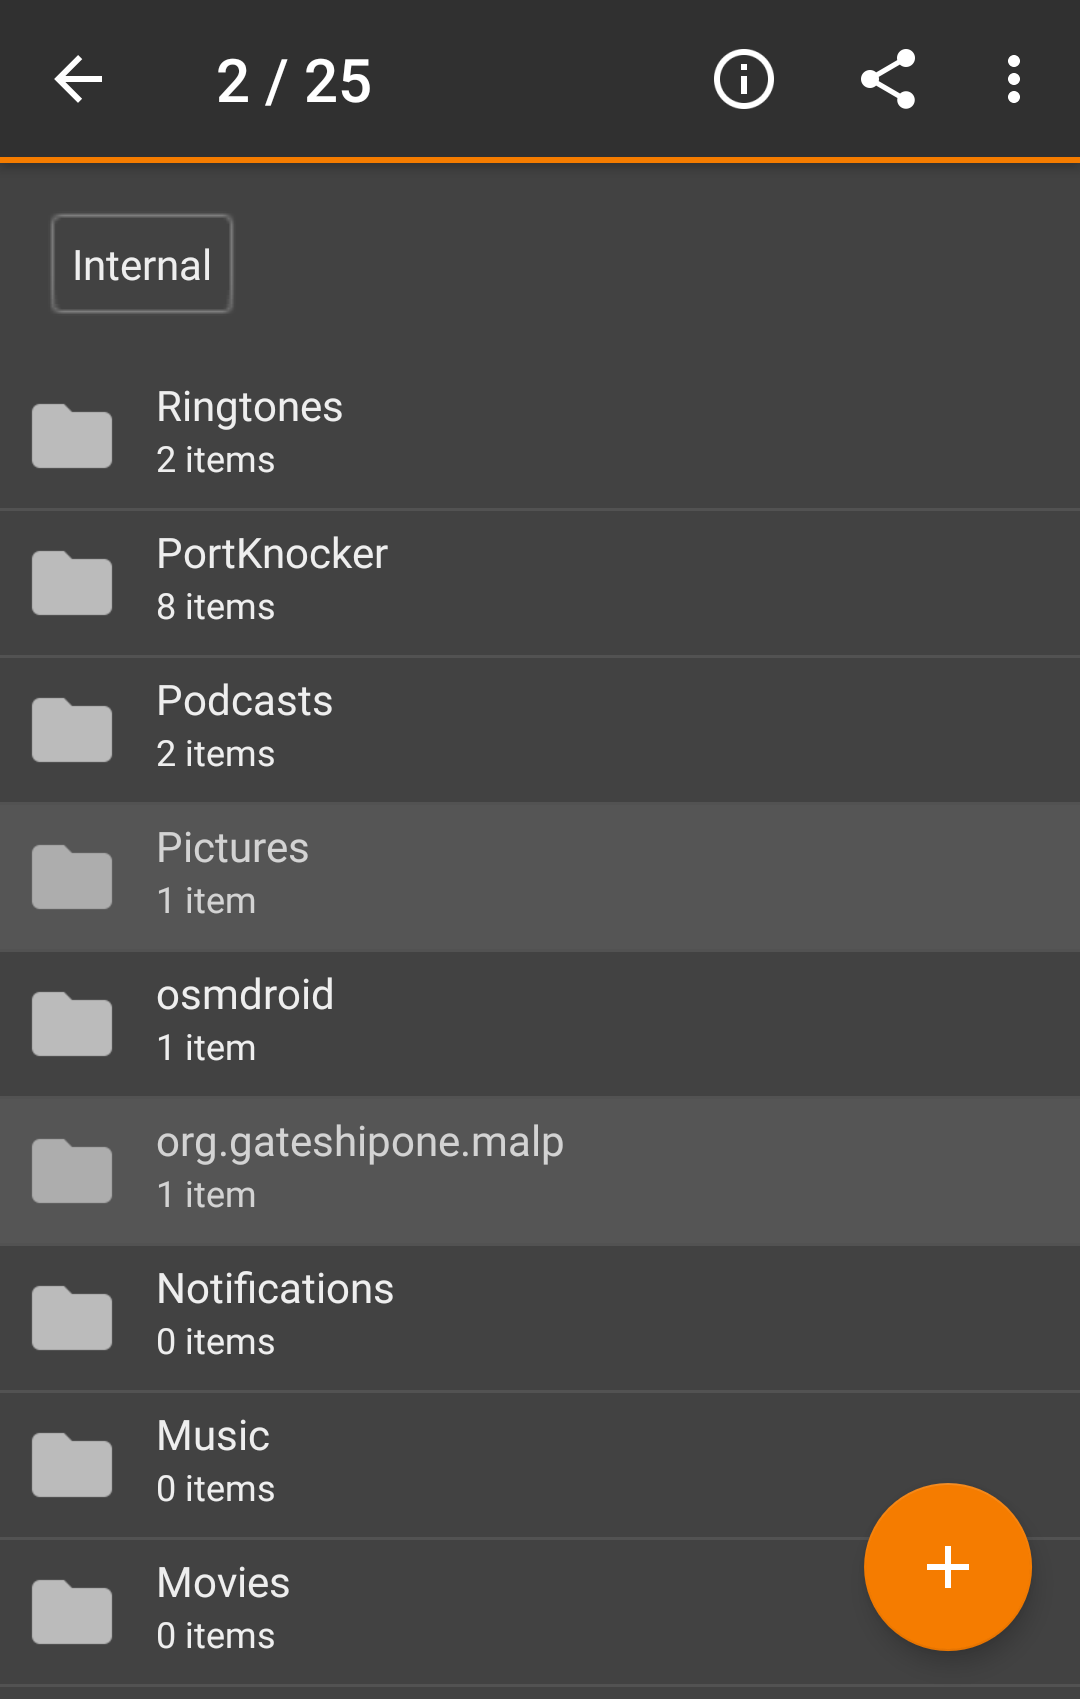 2 / 25
Internal
Ringtones
2 items
PortKnocker
8 items
Podcasts
2 items
Pictures
1 item
osmdroid
1 item
org.gateshipone.malp
1 item
Notifications
0 items
Music
0 items
Movies
0 items